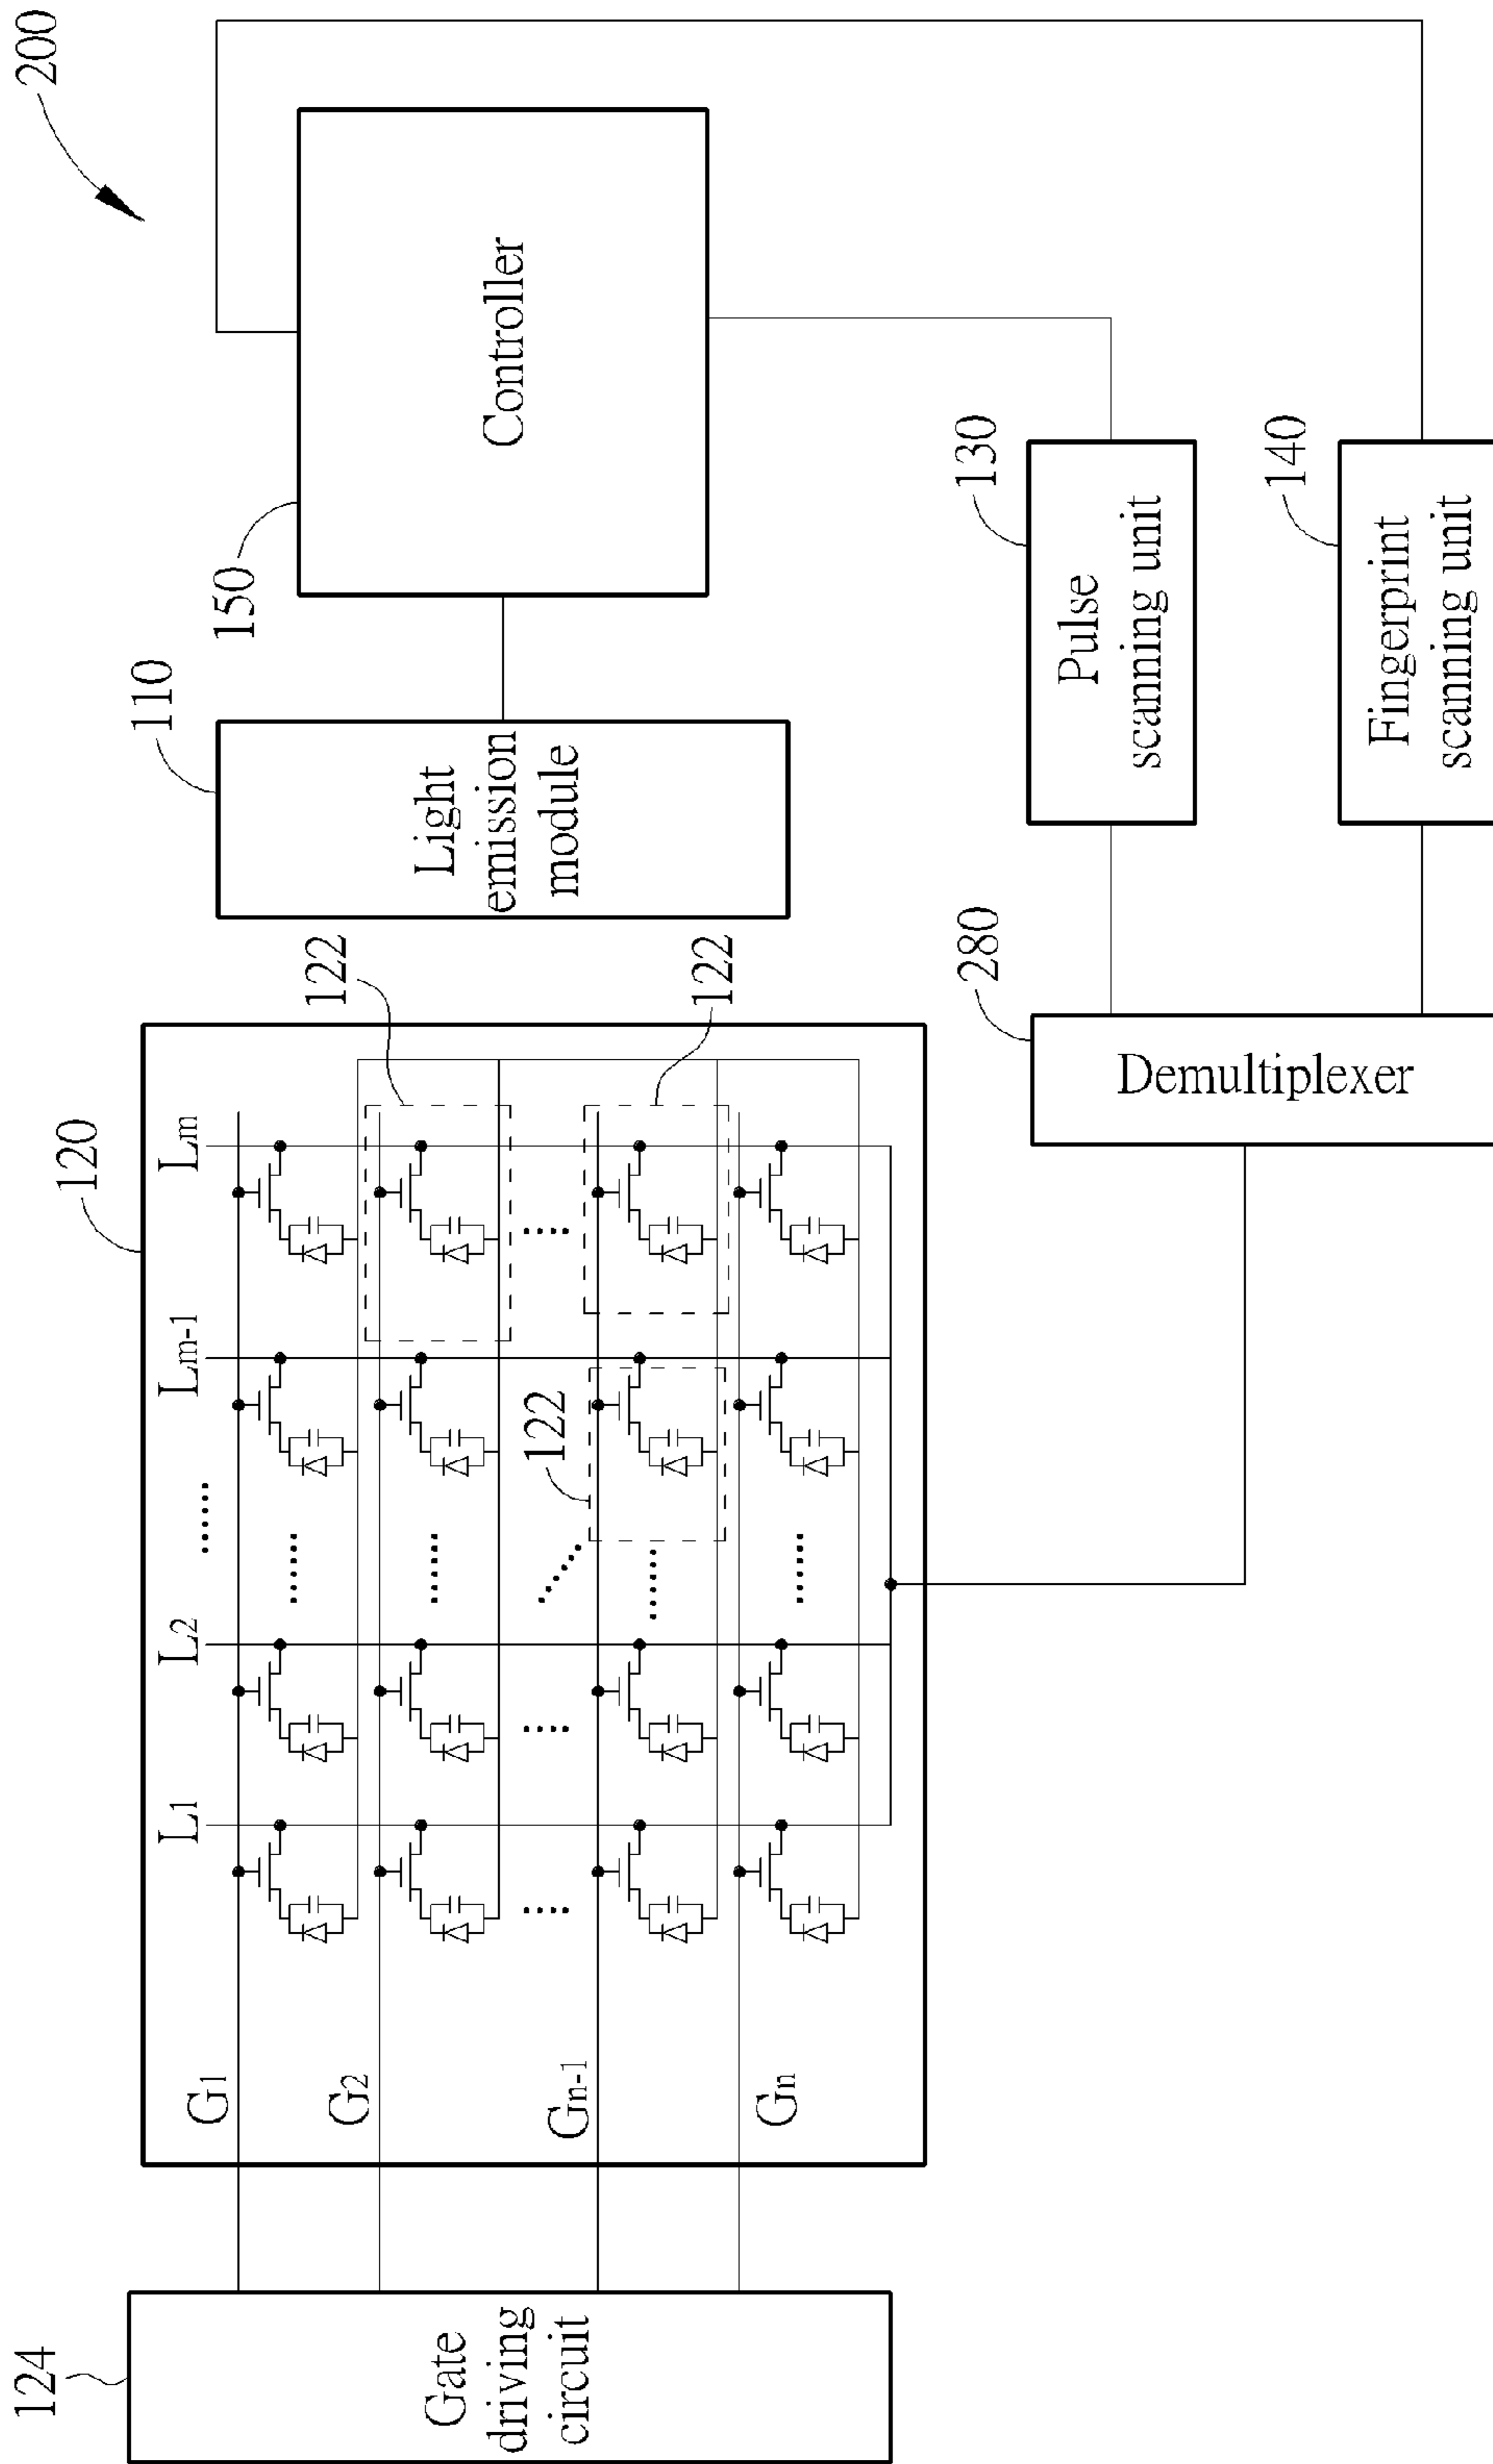 200
120
110
150
124
Gate
driving
circuit
G1
G2
Gn-1
Gn
L1
L2
......
Lm-1
Lm
122
122
122
Light
emission
module
Controller
280
Demultiplexer
130
Pulse
scanning unit
140
Fingerprint
scanning unit